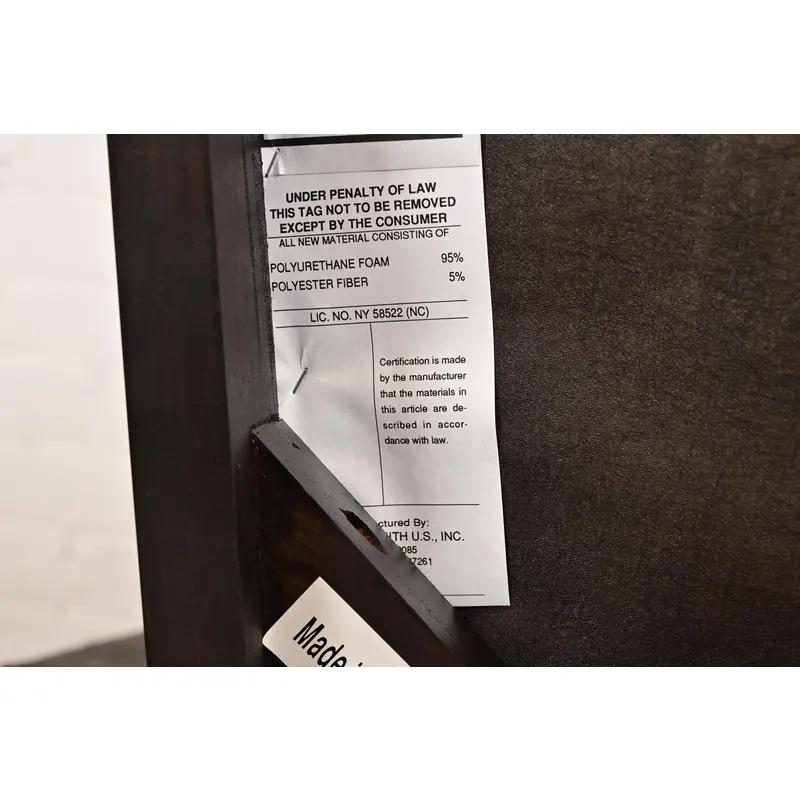 UNDER PENALTY OF LAW
THIS TAG NOT TO BE REMOVED
EXCEPT BY THE CONSUMER
ALL NEW MATERIAL CONSISTING OF
POLYURETHANE FOAM 95%
POLYESTER FIBER 5%
LIC. NO. NY 58522 (NC)
Certification is made
by the manufacturer
that the materials in
this article are de-
scribed in accor-
dance with law.
ctured By:
ITH U.S., INC.
085
7261
Made